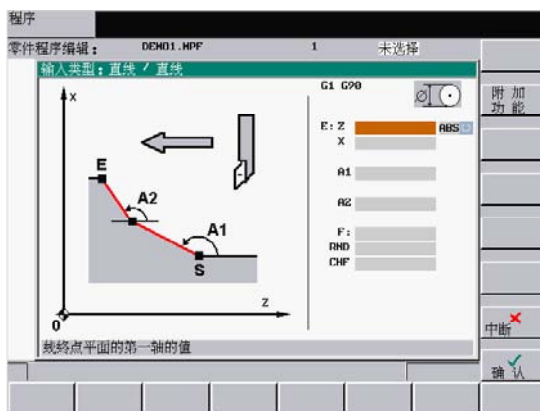 程序
零件程序编辑： DEMO1.MPF 1 未选择
输入类型：直线 / 直线
X
E
A2
A1
S
Z
0
G1 G90
E: Z ABS
X
A1
A2
F:
RND
CHF
线终点平面的第一轴的值
附加
功能
中断
确认